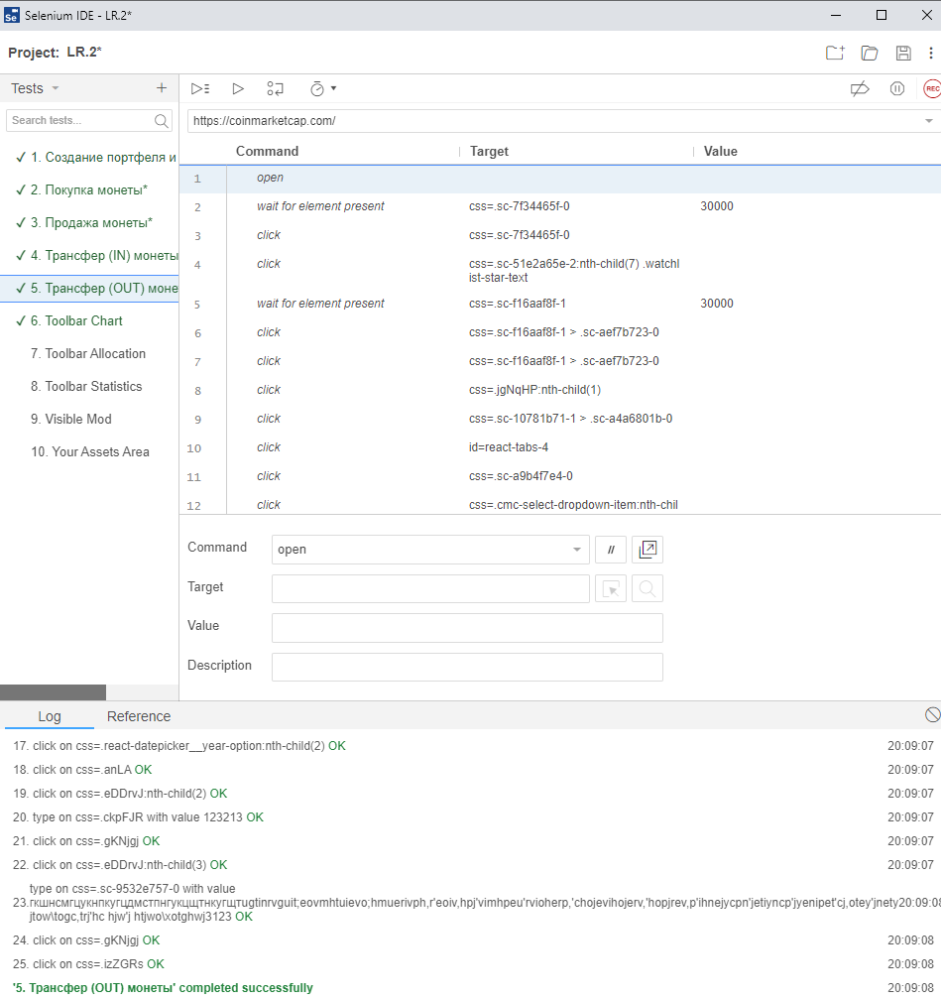 Selenium IDE - LR.2*
Project: LR.2*
Tests
Search tests...
https://coinmarketcap.com/
REC
✓ 1. Создание портфеля и
✓ 2. Покупка монеты*
✓ 3. Продажа монеты*
✓ 4. Трансфер (IN) монеты
✓ 5. Трансфер (OUT) моне
✓ 6. Toolbar Chart
7. Toolbar Allocation
8. Toolbar Statistics
9. Visible Mod
10. Your Assets Area
Command Target Value
1 open
2 wait for element present css=.sc-7f34465f-0 30000
3 click css=.sc-7f34465f-0
4 click css=.sc-51e2a65e-2:nth-child(7) .watchl
ist-star-text
5 wait for element present css=.sc-f16aaf8f-1 30000
6 click css=.sc-f16aaf8f-1 > .sc-aef7b723-0
7 click css=.sc-f16aaf8f-1 > .sc-aef7b723-0
8 click css=.jgNqHP:nth-child(1)
9 click css=.sc-10781b71-1 > .sc-a4a6801b-0
10 click id=react-tabs-4
11 click css=.sc-a9b4f7e4-0
12 click css=.cmc-select-dropdown-item:nth-chil
Command open //
Target
Value
Description
Log Reference
17. click on css=.react-datepicker__year-option:nth-child(2) OK 20:09:07
18. click on css=.anLA OK 20:09:07
19. click on css=.eDDrvJ:nth-child(2) OK 20:09:07
20. type on css=.ckpFJR with value 123213 OK 20:09:07
21. click on css=.gKNjgj OK 20:09:07
22. click on css=.eDDrvJ:nth-child(3) OK 20:09:07
type on css=.sc-9532e757-0 with value
23. гкшнсмгцукнпкугцдмстпнгукцщтнкугщтugtinrvguit;eovmhtuievo;hmuerivph,r'eoiv,hpj'vimhpeu'rvioherp,'chojevihojerv,'hopjrev,p'ihnejycpn'jetiyncp'jyenipet'cj,otey'jnety 20:09:08
jtow\togc,trj'hc hjw'j htjwo\xotghwj3123 OK
24. click on css=.gKNjgj OK 20:09:08
25. click on css=.izZGRs OK 20:09:08
'5. Трансфер (OUT) монеты' completed successfully 20:09:08